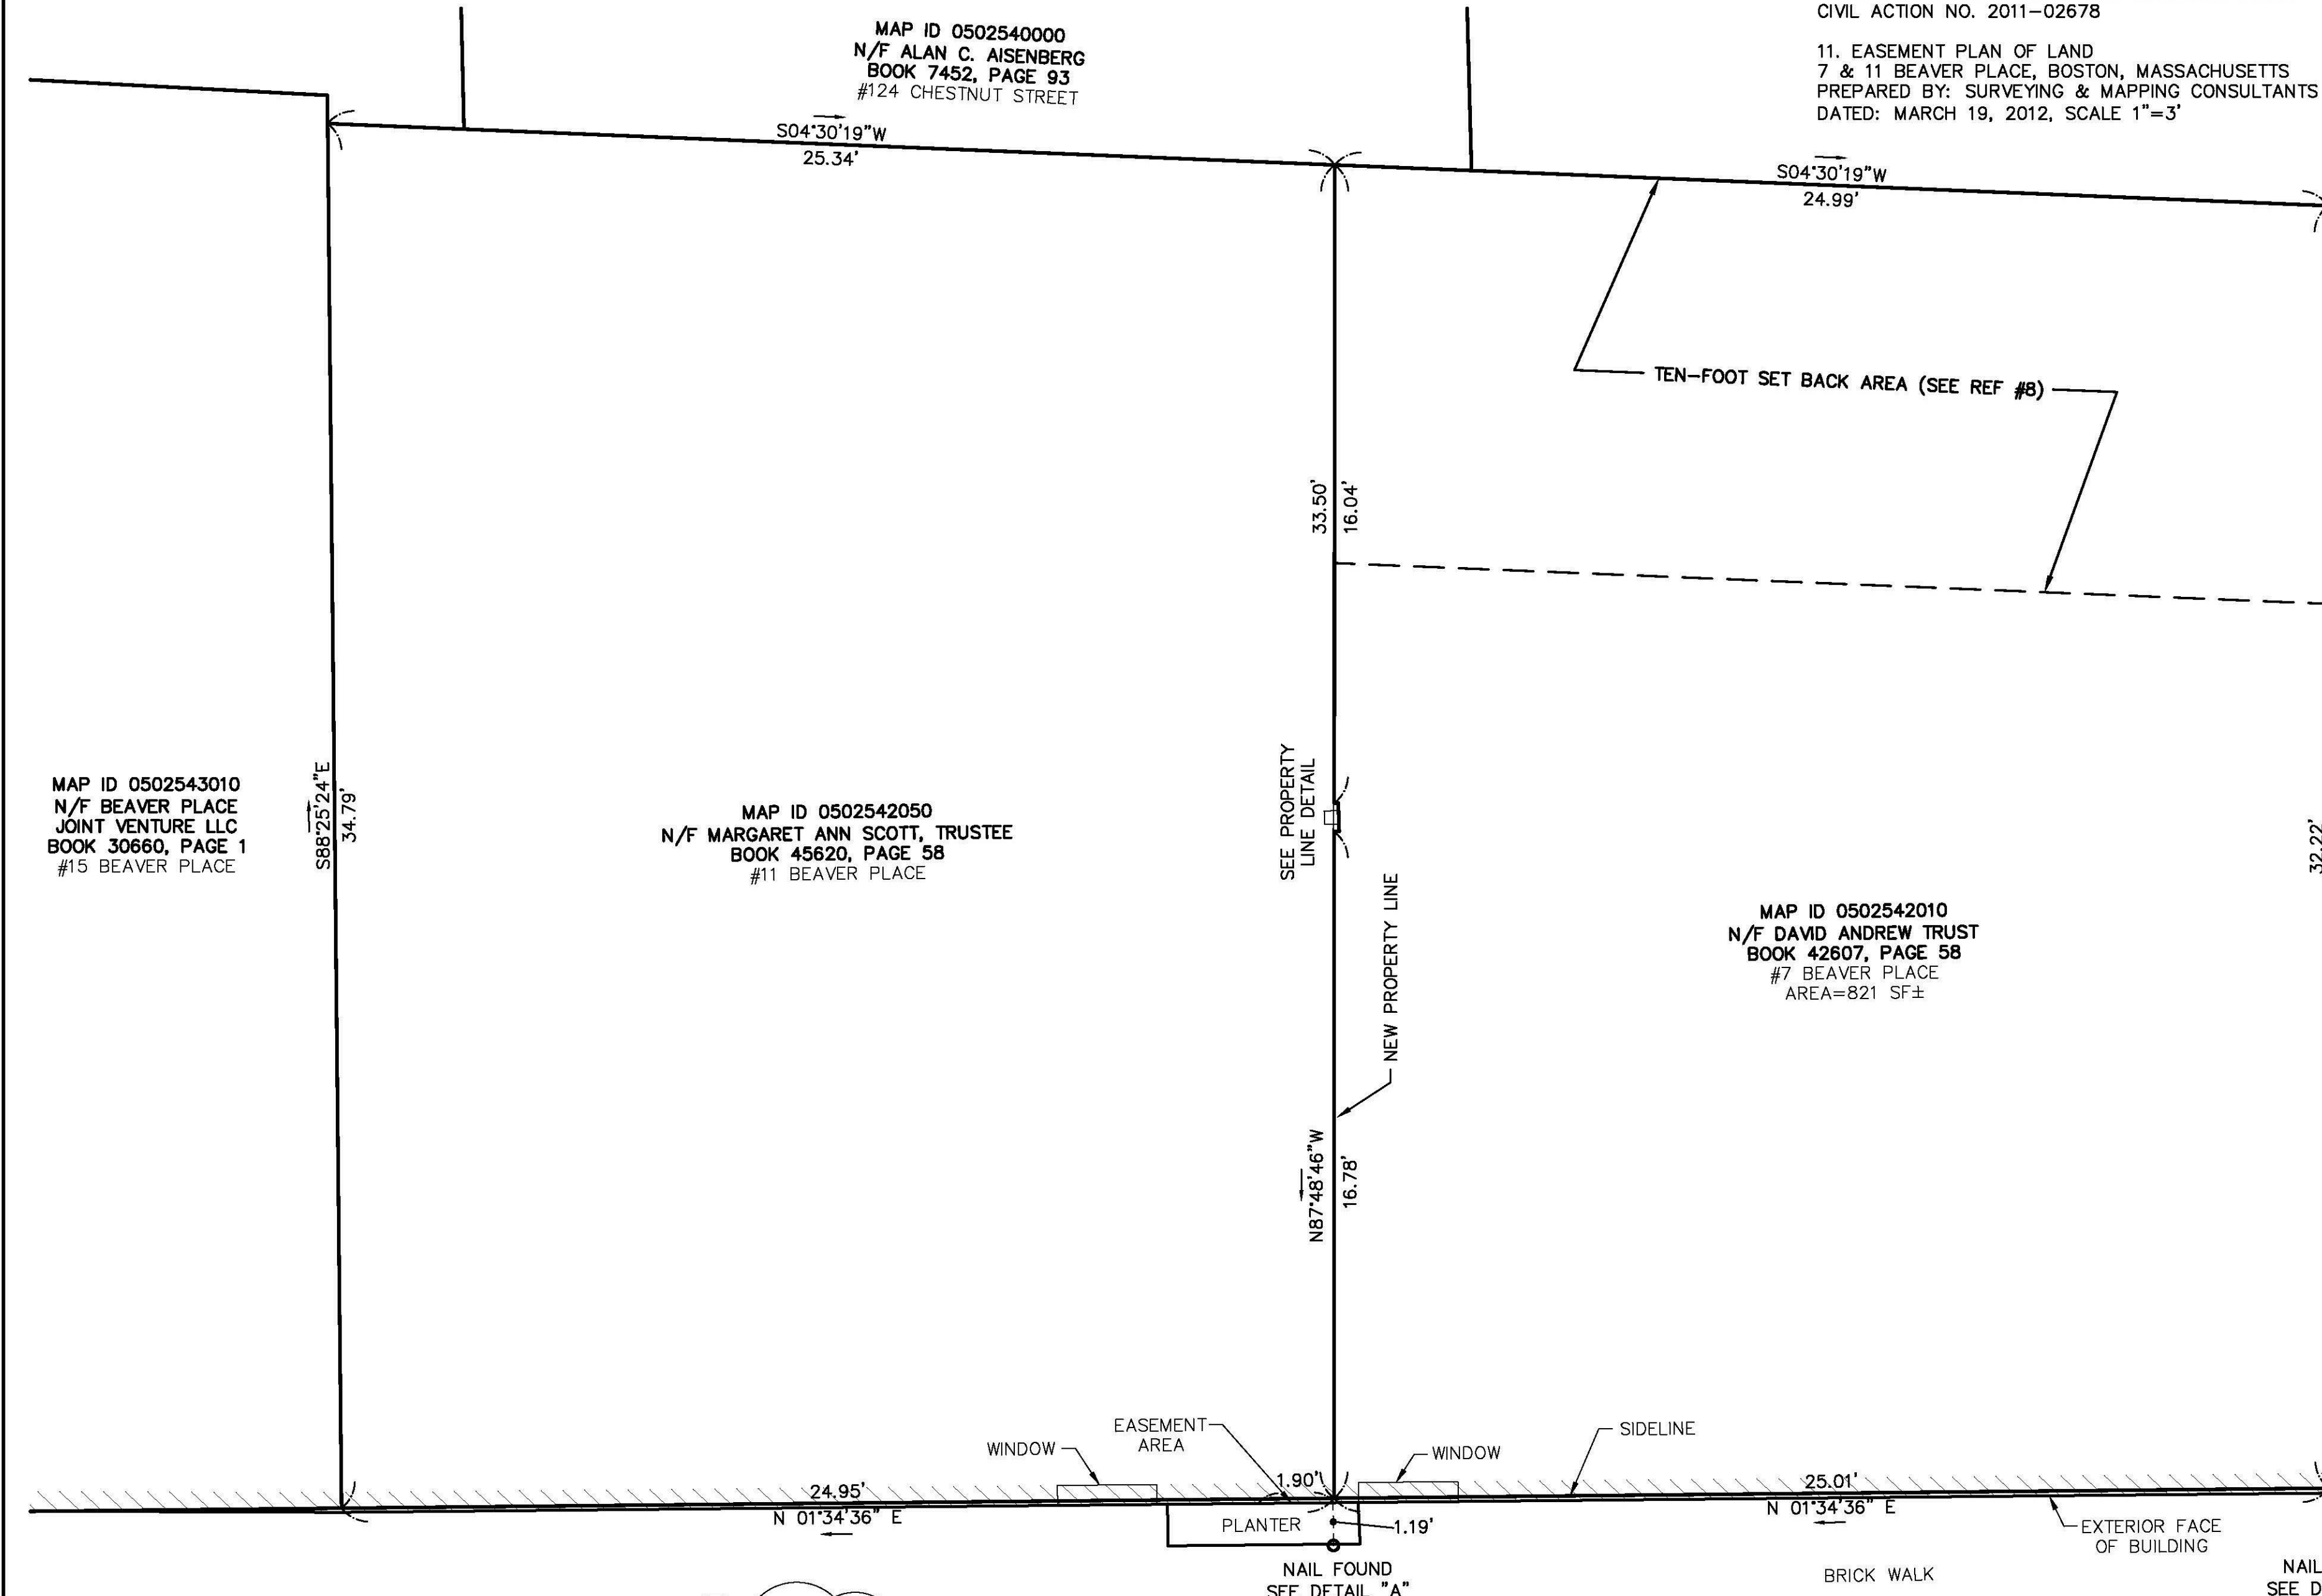 CIVIL ACTION NO. 2011-02678
11. EASEMENT PLAN OF LAND
7 & 11 BEAVER PLACE, BOSTON, MASSACHUSETTS
PREPARED BY: SURVEYING & MAPPING CONSULTANTS
DATED: MARCH 19, 2012, SCALE 1"=3'
MAP ID 0502540000
N/F ALAN C. AISENBERG
BOOK 7452, PAGE 93
#124 CHESTNUT STREET
S04°30'19"W
25.34'
S04°30'19"W
24.99'
TEN-FOOT SET BACK AREA (SEE REF #8)
33.50'
16.04'
SEE PROPERTY
LINE DETAIL
MAP ID 0502543010
N/F BEAVER PLACE
JOINT VENTURE LLC
BOOK 30660, PAGE 1
#15 BEAVER PLACE
S88°25'24"E
34.79'
MAP ID 0502542050
N/F MARGARET ANN SCOTT, TRUSTEE
BOOK 45620, PAGE 58
#11 BEAVER PLACE
NEW PROPERTY LINE
MAP ID 0502542010
N/F DAVID ANDREW TRUST
BOOK 42607, PAGE 58
#7 BEAVER PLACE
AREA=821 SF±
32.22'
N87°48'46"W
16.78'
EASEMENT
AREA
WINDOW
WINDOW
SIDELINE
24.95'
N 01°34'36" E
1.90'
25.01'
N 01°34'36" E
PLANTER
1.19'
EXTERIOR FACE
OF BUILDING
NAIL FOUND
SEE DETAIL "A"
BRICK WALK
NAIL
SEE D